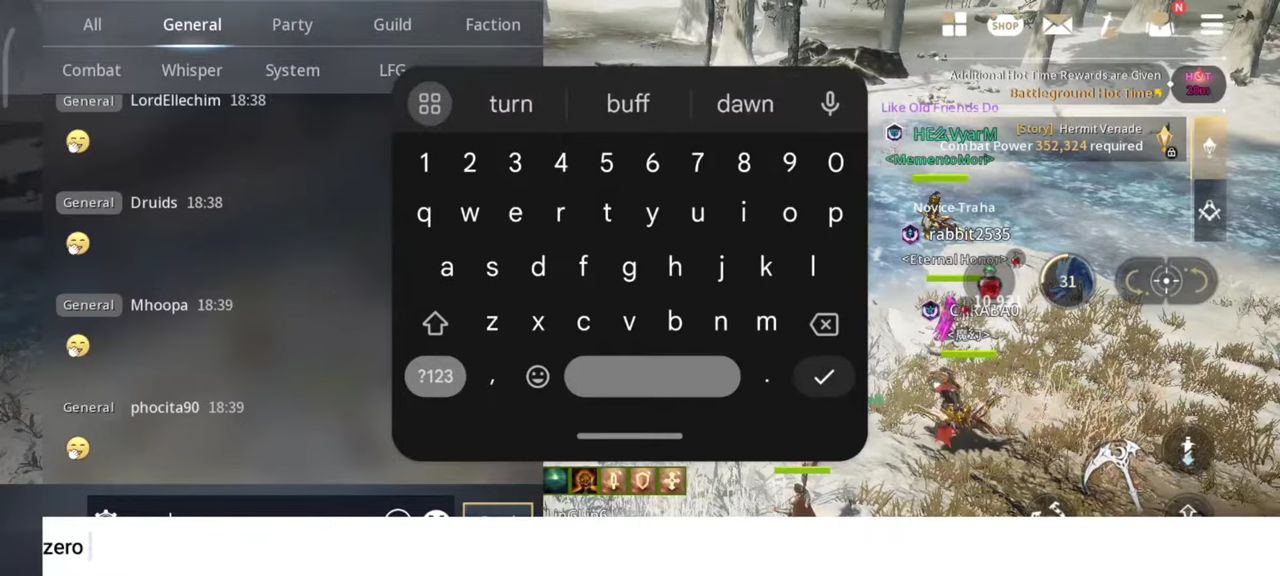 All General Party Guild Faction
Combat Whisper System LFG
General LordEllechim 18:38
General Druids 18:38
General Mhoopa 18:39
General phocita90 18:39
turn buff dawn
1 2 3 4 5 6 7 8 9 0
q w e r t y u i o p
a s d f g h j k l
z x c v b n m
?123 , .
SHOP
N
Additional Hot Time Rewards are Given
Battleground Hot Time
HOT
Like Old Friends Do
[Story] Hermit Venade
Combat Power 352,324 required
<MementoMori>
Novice Traha
rabbit2535
<Eternal Honor>
31
zero